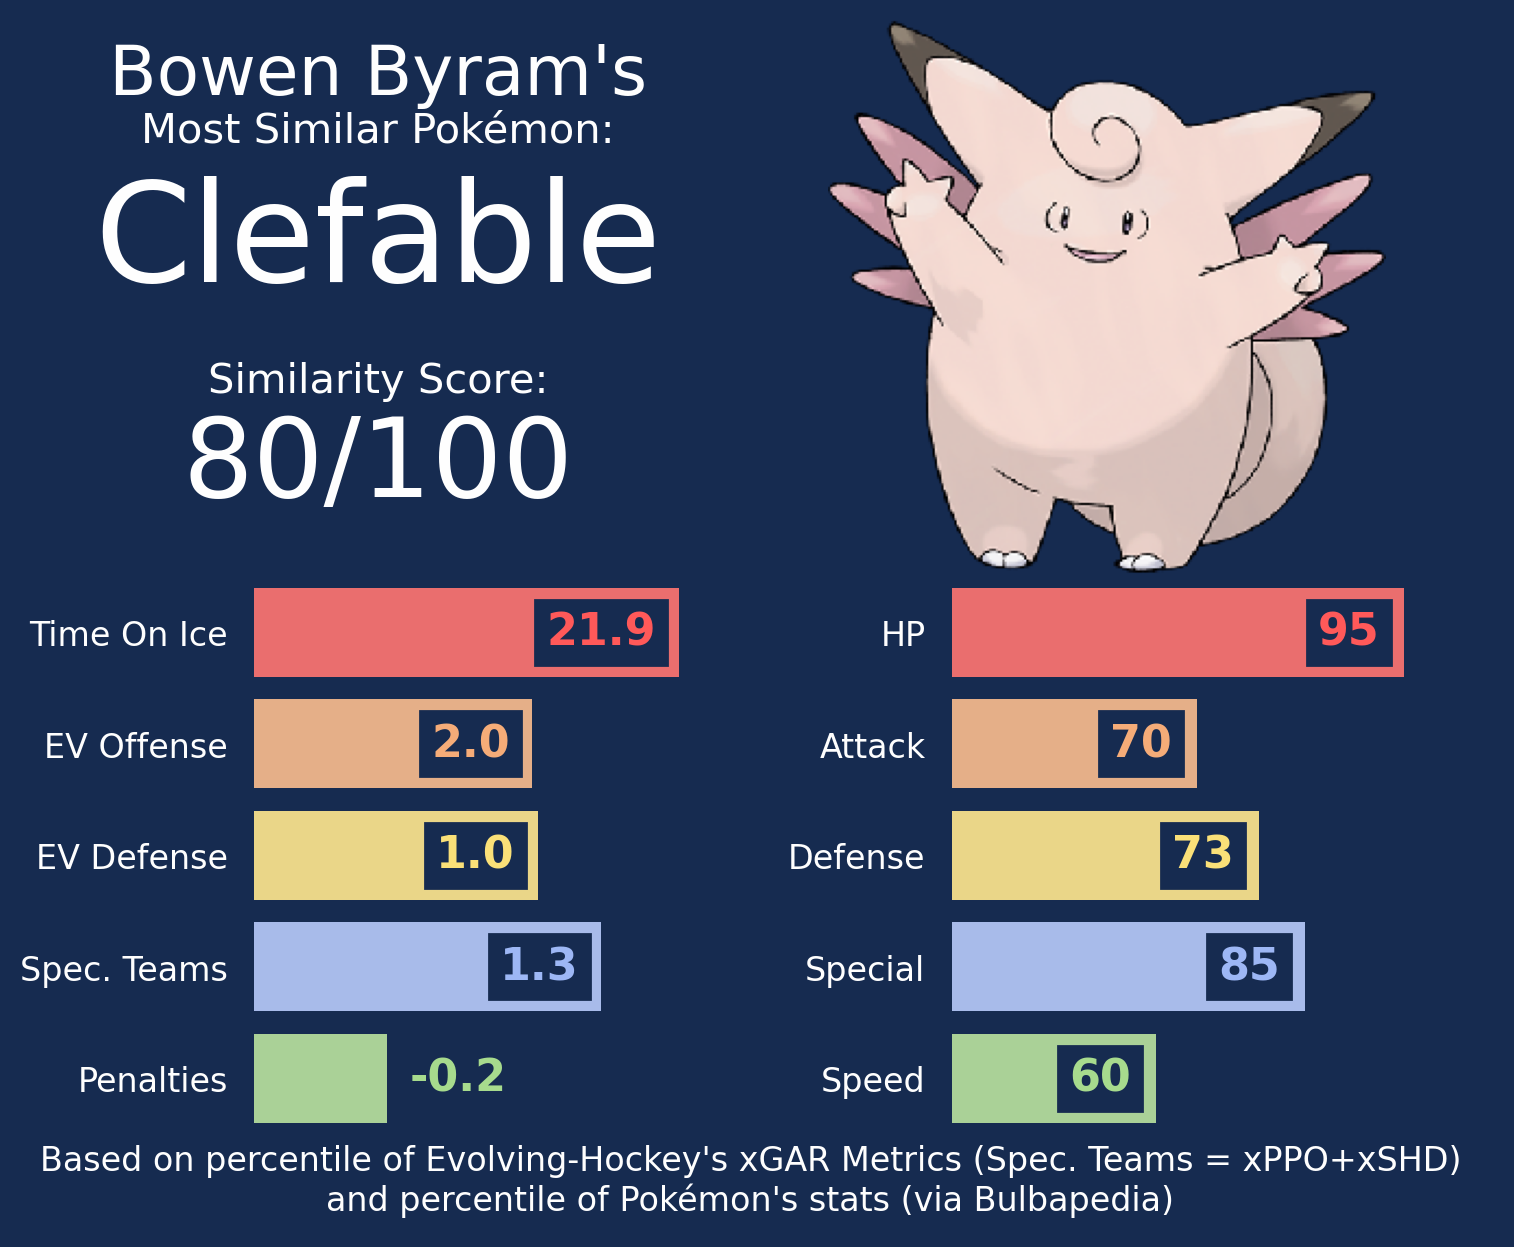 Bowen Byram's
Most Similar Pokémon:
Clefable
Similarity Score:
80/100
Time On Ice 21.9
EV Offense 2.0
EV Defense 1.0
Spec. Teams 1.3
Penalties -0.2
HP 95
Attack 70
Defense 73
Special 85
Speed 60
Based on percentile of Evolving-Hockey's xGAR Metrics (Spec. Teams = xPPO+xSHD)
and percentile of Pokémon's stats (via Bulbapedia)